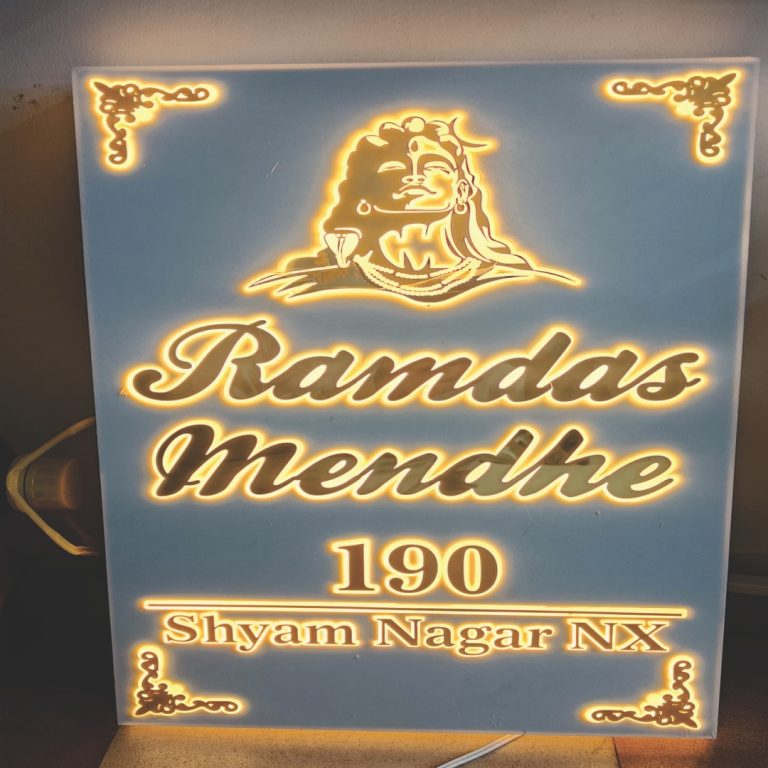 Ramdas
Mendhe
190
Shyam Nagar NX